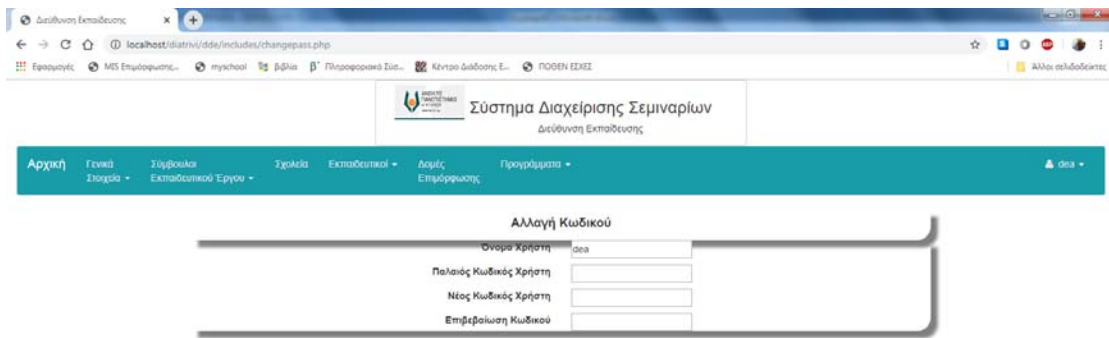 Διεύθυνση Εκπαίδευσης
localhost/diatrivi/dde/includes/changepass.php
Εφαρμογές MIS Επιμόρφωσης... myschool βιβλία Πληροφοριακό Σύσ... Κέντρο Διάδοσης Ε... ΠΟΘΕΝ ΕΣΧΕΣ Άλλοι σελιδοδείκτες
Σύστημα Διαχείρισης Σεμιναρίων
Διεύθυνση Εκπαίδευσης
Αρχική Γενικά Στοιχεία Σύμβουλοι Εκπαιδευτικού Έργου Σχολεία Εκπαιδευτικοί Δομές Επιμόρφωσης Προγράμματα dea
Αλλαγή Κωδικού
Όνομα Χρήστη dea
Παλαιός Κωδικός Χρήστη
Νέος Κωδικός Χρήστη
Επιβεβαίωση Κωδικού